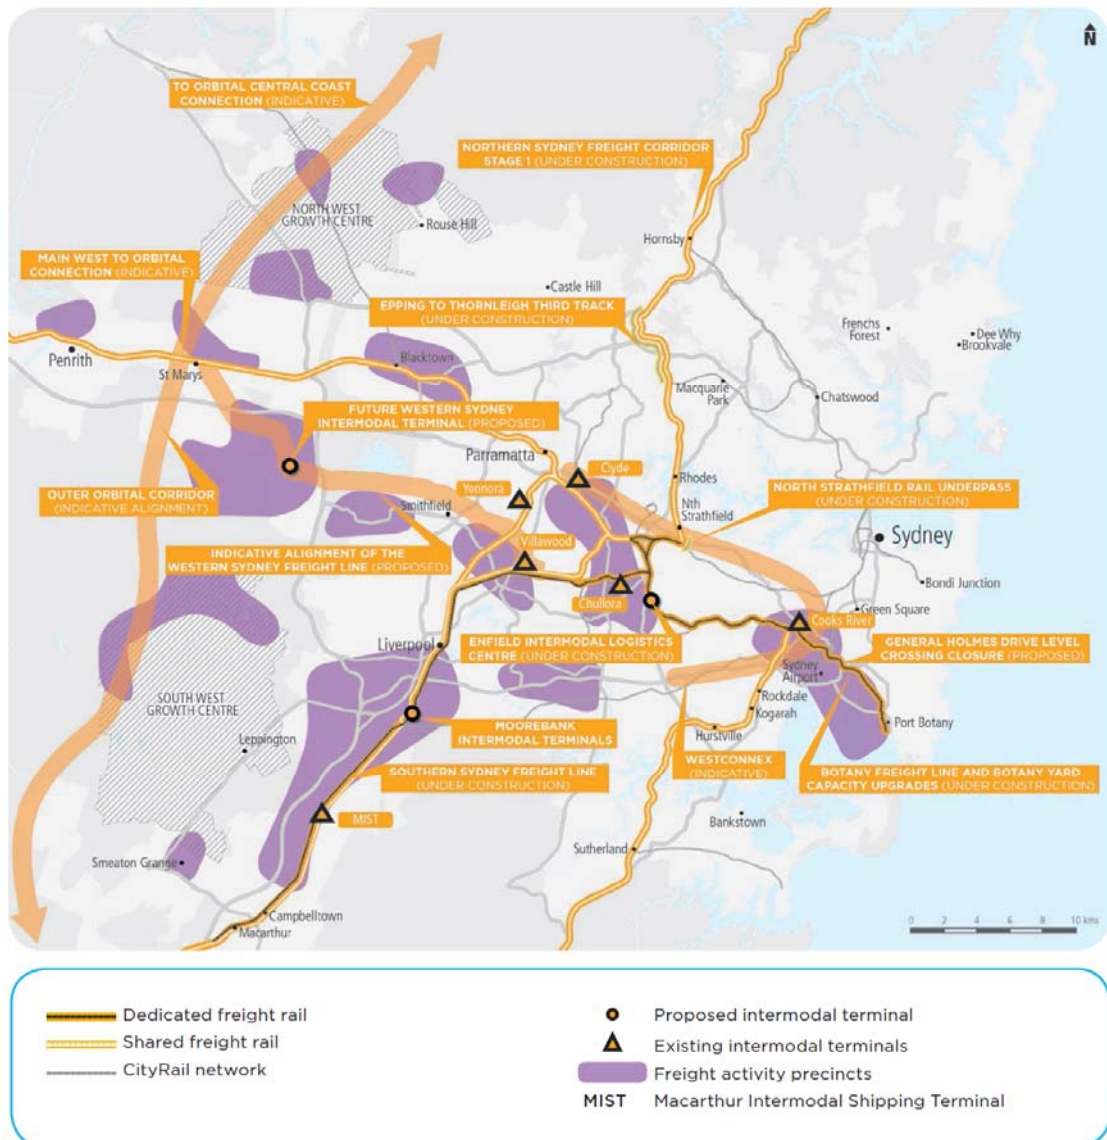 N
TO ORBITAL CENTRAL COAST
CONNECTION (INDICATIVE)
NORTHERN SYDNEY FREIGHT CORRIDOR
STAGE 1 (UNDER CONSTRUCTION)
NORTH WEST
GROWTH CENTRE
Rouse Hill
Hornsby
MAIN WEST TO ORBITAL
CONNECTION (INDICATIVE)
Castle Hill
EPPING TO THORNLEIGH THIRD TRACK
(UNDER CONSTRUCTION)
Frenchs
Forest
Dee Why
Brookvale
Penrith
St Marys
Blacktown
Macquarie
Park
Chatswood
FUTURE WESTERN SYDNEY
INTERMODAL TERMINAL (PROPOSED)
Parramatta
Clyde
Rhodes
Yennora
OUTER ORBITAL CORRIDOR
(INDICATIVE ALIGNMENT)
Smithfield
Nth
Strathfield
NORTH STRATHFIELD RAIL UNDERPASS
(UNDER CONSTRUCTION)
Villawood
Sydney
INDICATIVE ALIGNMENT OF THE
WESTERN SYDNEY FREIGHT LINE (PROPOSED)
Bondi Junction
Chullora
Green Square
Cooks River
Liverpool
ENFIELD INTERMODAL LOGISTICS
CENTRE (UNDER CONSTRUCTION)
GENERAL HOLMES DRIVE LEVEL
CROSSING CLOSURE (PROPOSED)
Sydney
Airport
SOUTH WEST
GROWTH CENTRE
Rockdale
Kogarah
Port Botany
Leppington
MOOREBANK
INTERMODAL TERMINALS
Hurstville
WESTCONNEX
(INDICATIVE)
SOUTHERN SYDNEY FREIGHT LINE
(UNDER CONSTRUCTION)
BOTANY FREIGHT LINE AND BOTANY YARD
CAPACITY UPGRADES (UNDER CONSTRUCTION)
MIST
Bankstown
Smeaton Grange
Sutherland
Campbelltown
Macarthur
0 2 4 6 8 10 kms
Dedicated freight rail
Shared freight rail
CityRail network
Proposed intermodal terminal
Existing intermodal terminals
Freight activity precincts
MIST Macarthur Intermodal Shipping Terminal